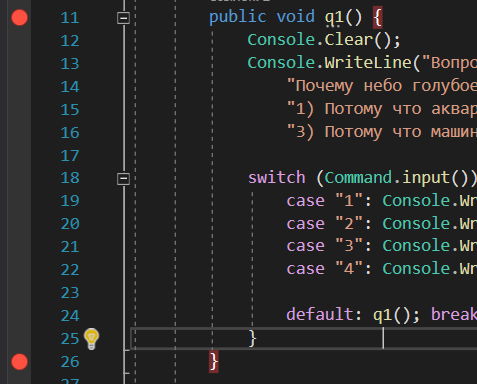 11 public void q1() {
12 Console.Clear();
13 Console.WriteLine("Вопро
14 "Почему небо голубое
15 "1) Потому что аквар
16 "3) Потому что машин
17
18 switch (Command.input())
19 case "1": Console.Wr
20 case "2": Console.Wr
21 case "3": Console.Wr
22 case "4": Console.Wr
23
24 default: q1(); break
25 }
26 }
27